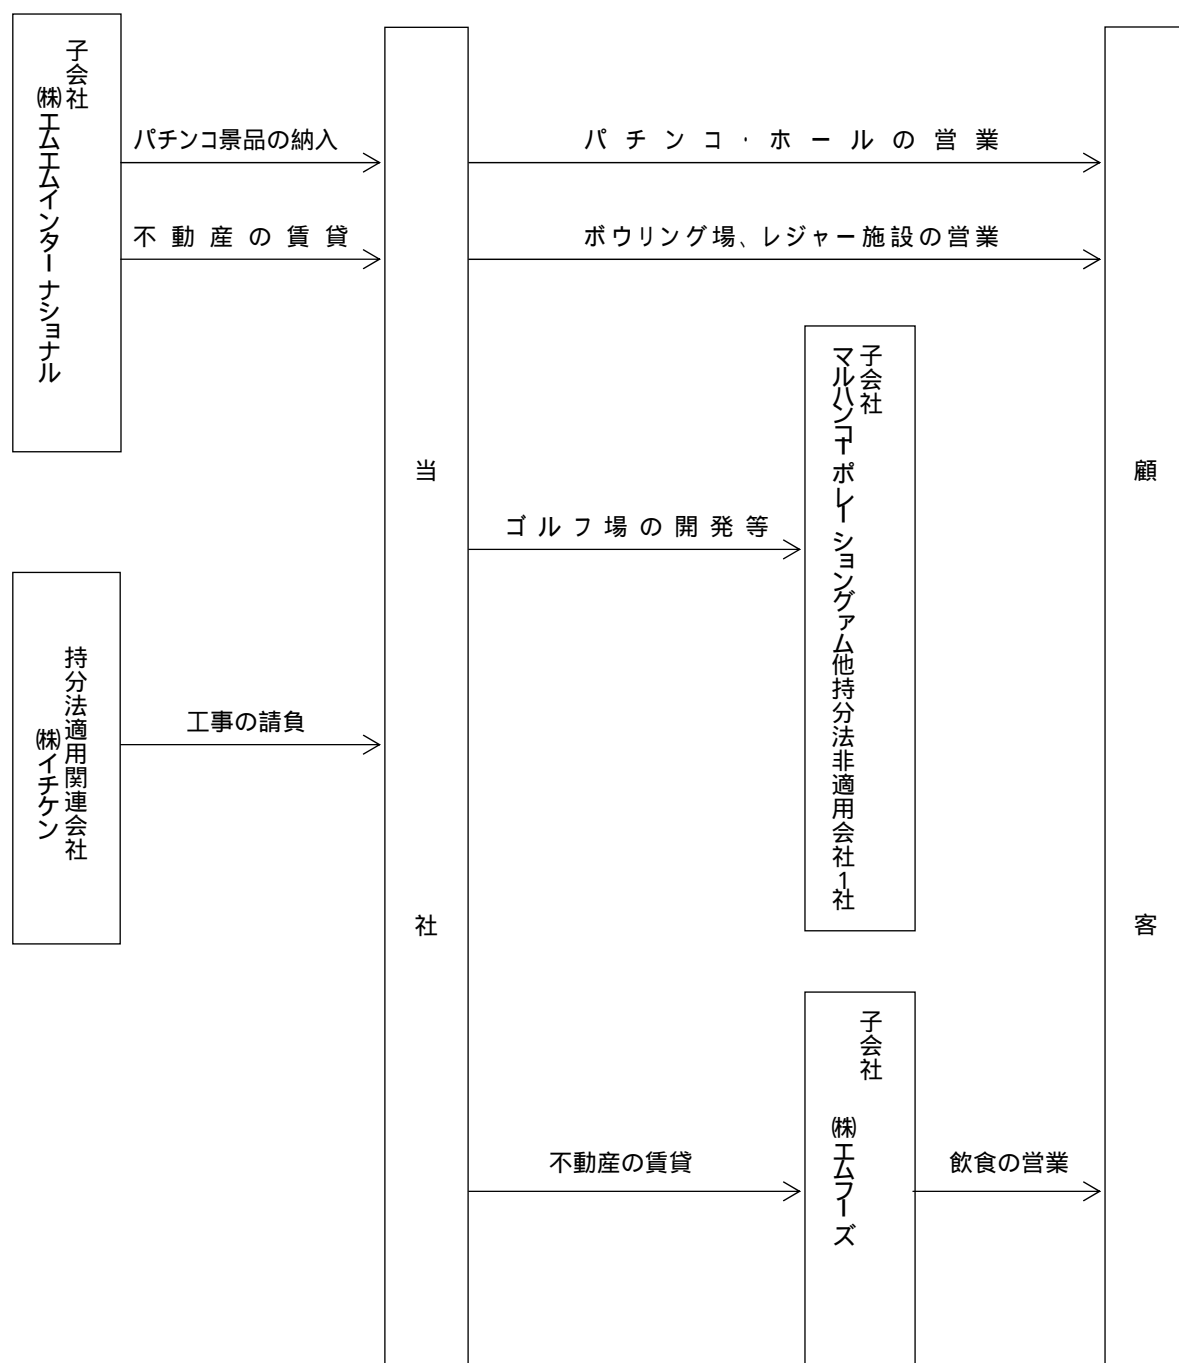 子会社
㈱エムエムインターナショナル
パチンコ景品の納入
不動産の賃貸
持分法適用関連会社
㈱イチケン
工事の請負
当社
パチンコ・ホールの営業
ボウリング場、レジャー施設の営業
ゴルフ場の開発等
子会社
マルハンコーポレーショングァム他持分法非適用会社1社
不動産の賃貸
子会社
㈱エムフーズ
飲食の営業
顧客